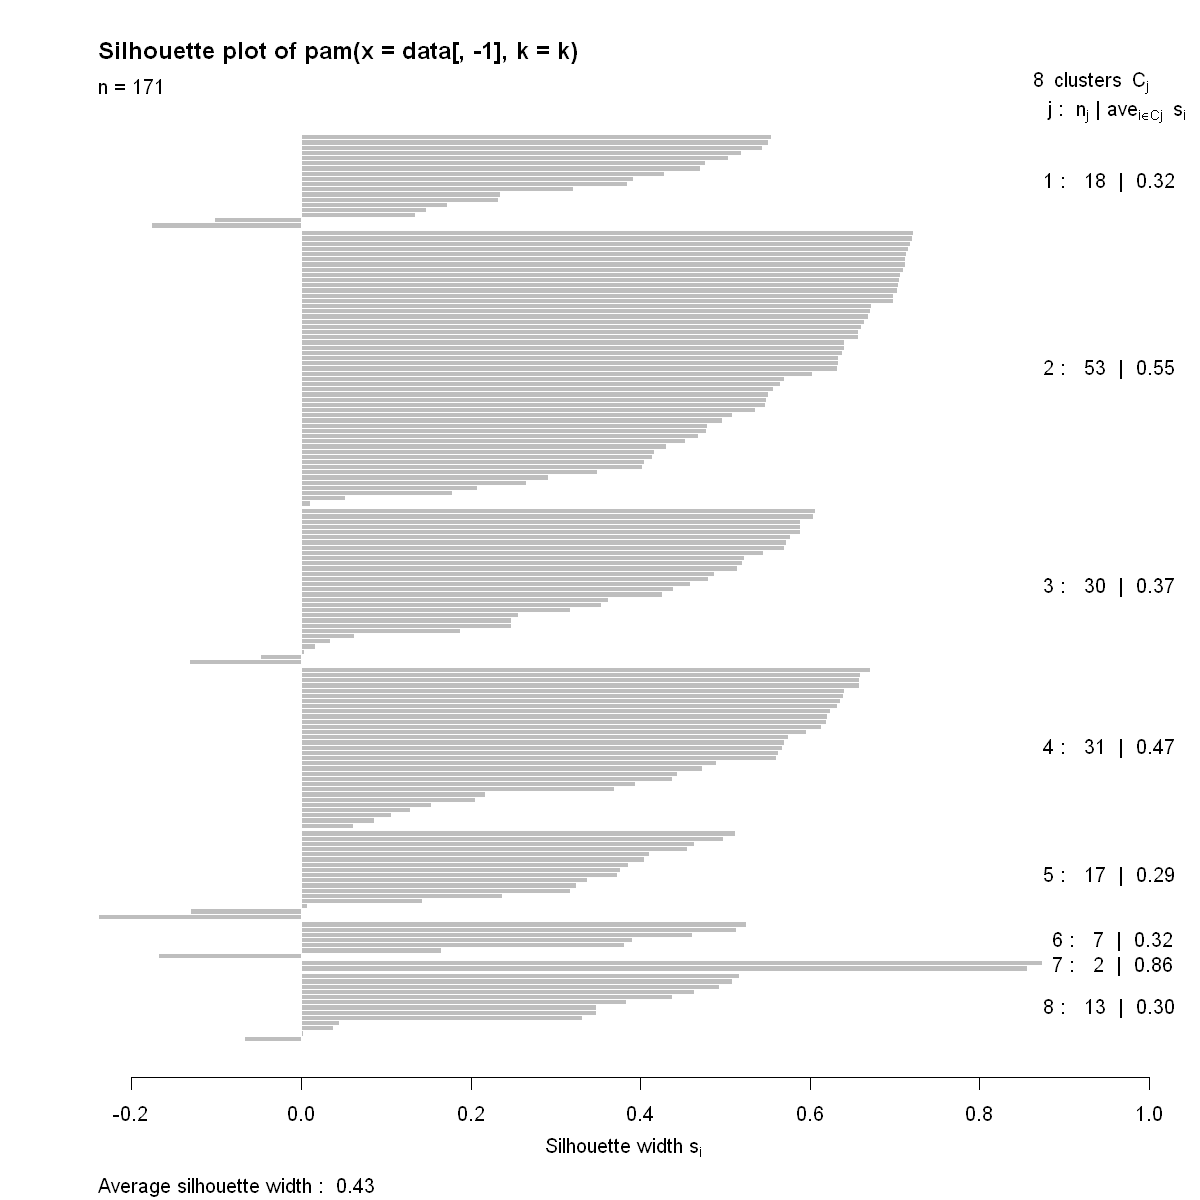 Silhouette plot of pam(x = data[, -1], k = k)
n = 171
8 clusters Cj
j : nj | avei∈Cj si
1 : 18 | 0.32
2 : 53 | 0.55
3 : 30 | 0.37
4 : 31 | 0.47
5 : 17 | 0.29
6 : 7 | 0.32
7 : 2 | 0.86
8 : 13 | 0.30
-0.2 0.0 0.2 0.4 0.6 0.8 1.0
Silhouette width si
Average silhouette width : 0.43